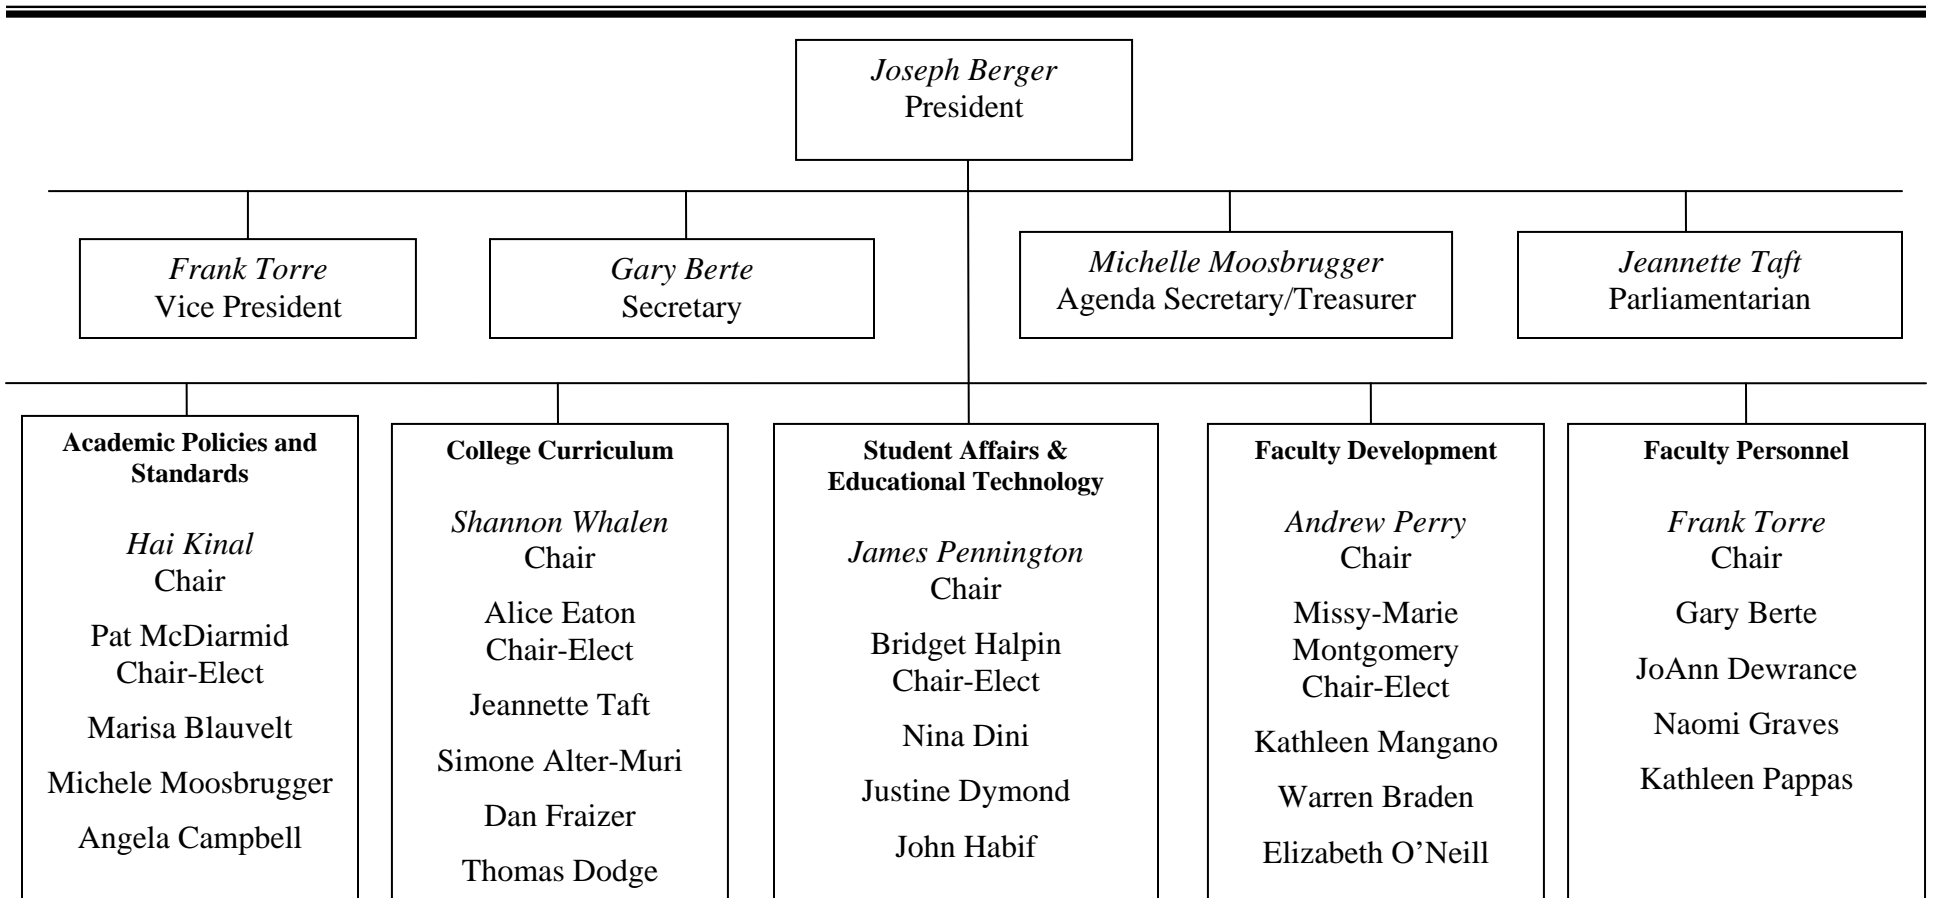 Joseph Berger
President
Frank Torre
Vice President
Gary Berte
Secretary
Michelle Moosbrugger
Agenda Secretary/Treasurer
Jeannette Taft
Parliamentarian
Academic Policies and
Standards
Hai Kinal
Chair
Pat McDiarmid
Chair-Elect
Marisa Blauvelt
Michele Moosbrugger
Angela Campbell
College Curriculum
Shannon Whalen
Chair
Alice Eaton
Chair-Elect
Jeannette Taft
Simone Alter-Muri
Dan Fraizer
Thomas Dodge
Student Affairs &
Educational Technology
James Pennington
Chair
Bridget Halpin
Chair-Elect
Nina Dini
Justine Dymond
John Habif
Faculty Development
Andrew Perry
Chair
Missy-Marie
Montgomery
Chair-Elect
Kathleen Mangano
Warren Braden
Elizabeth O’Neill
Faculty Personnel
Frank Torre
Chair
Gary Berte
JoAnn Dewrance
Naomi Graves
Kathleen Pappas